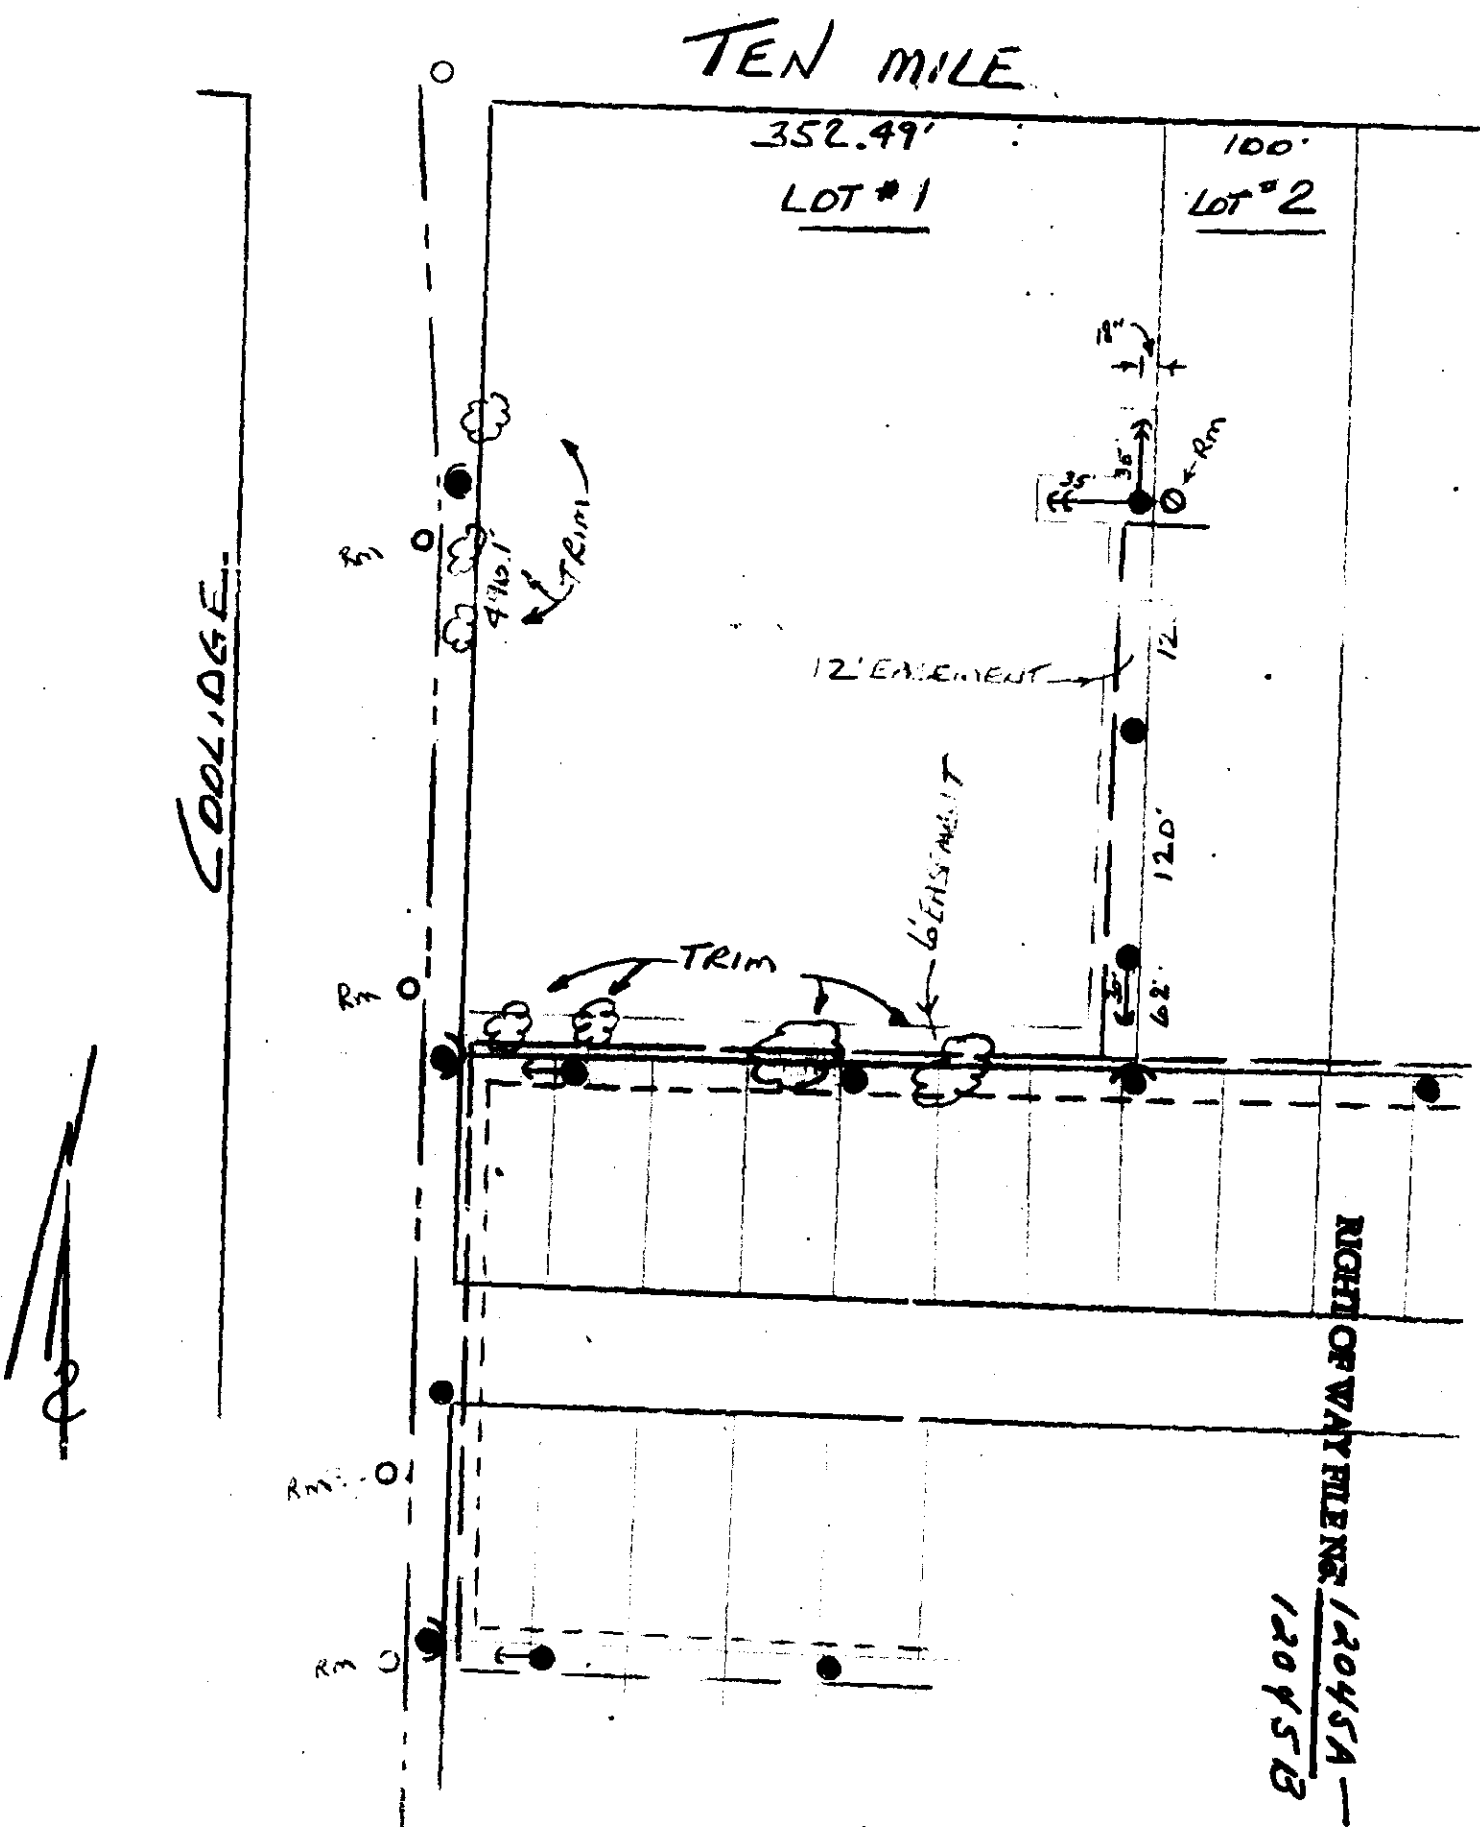 TEN MILE
352.49'
100'
LOT #1
LOT #2
35'
Rm
Rm
TRIM
COOLIDGE
12' EASEMENT
12
120'
6' EASEMENT
TRIM
Rm
62'
Rm
Rm
RIGHT OF WAY FILE NO. 12045A —
12045B